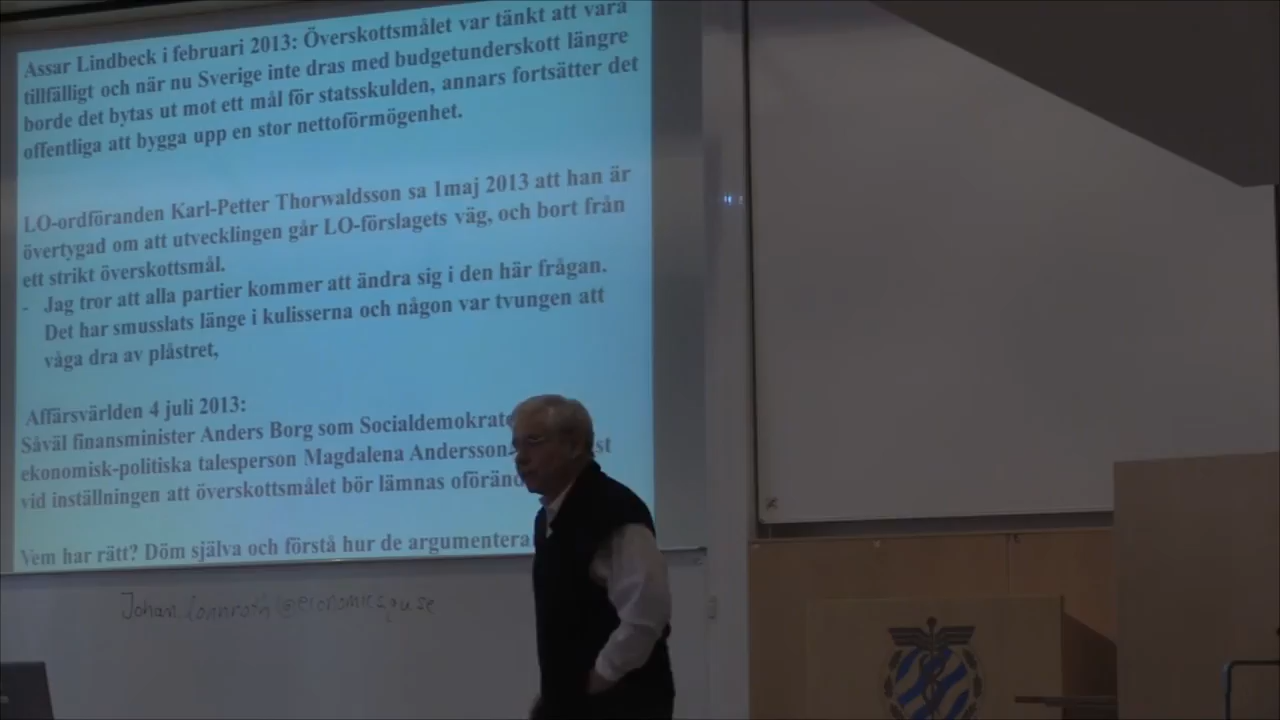 Assar Lindbeck i februari 2013: Överskottsmålet var tänkt att vara
tillfälligt och när nu Sverige inte dras med budgetunderskott längre
borde det bytas ut mot ett mål för statsskulden, annars fortsätter det
offentliga att bygga upp en stor nettoförmögenhet.
LO-ordföranden Karl-Petter Thorwaldsson sa 1maj 2013 att han är
övertygad om att utvecklingen går LO-förslagets väg, och bort från
ett strikt överskottsmål.
- Jag tror att alla partier kommer att ändra sig i den här frågan.
Det har smusslats länge i kulisserna och någon var tvungen att
våga dra av plåstret,
Affärsvärlden 4 juli 2013:
Såväl finansminister Anders Borg som Socialdemokrate
ekonomisk-politiska talesperson Magdalena Andersson st
vid inställningen att överskottsmålet bör lämnas oföränd
Vem har rätt? Döm själva och förstå hur de argumentera
Johan